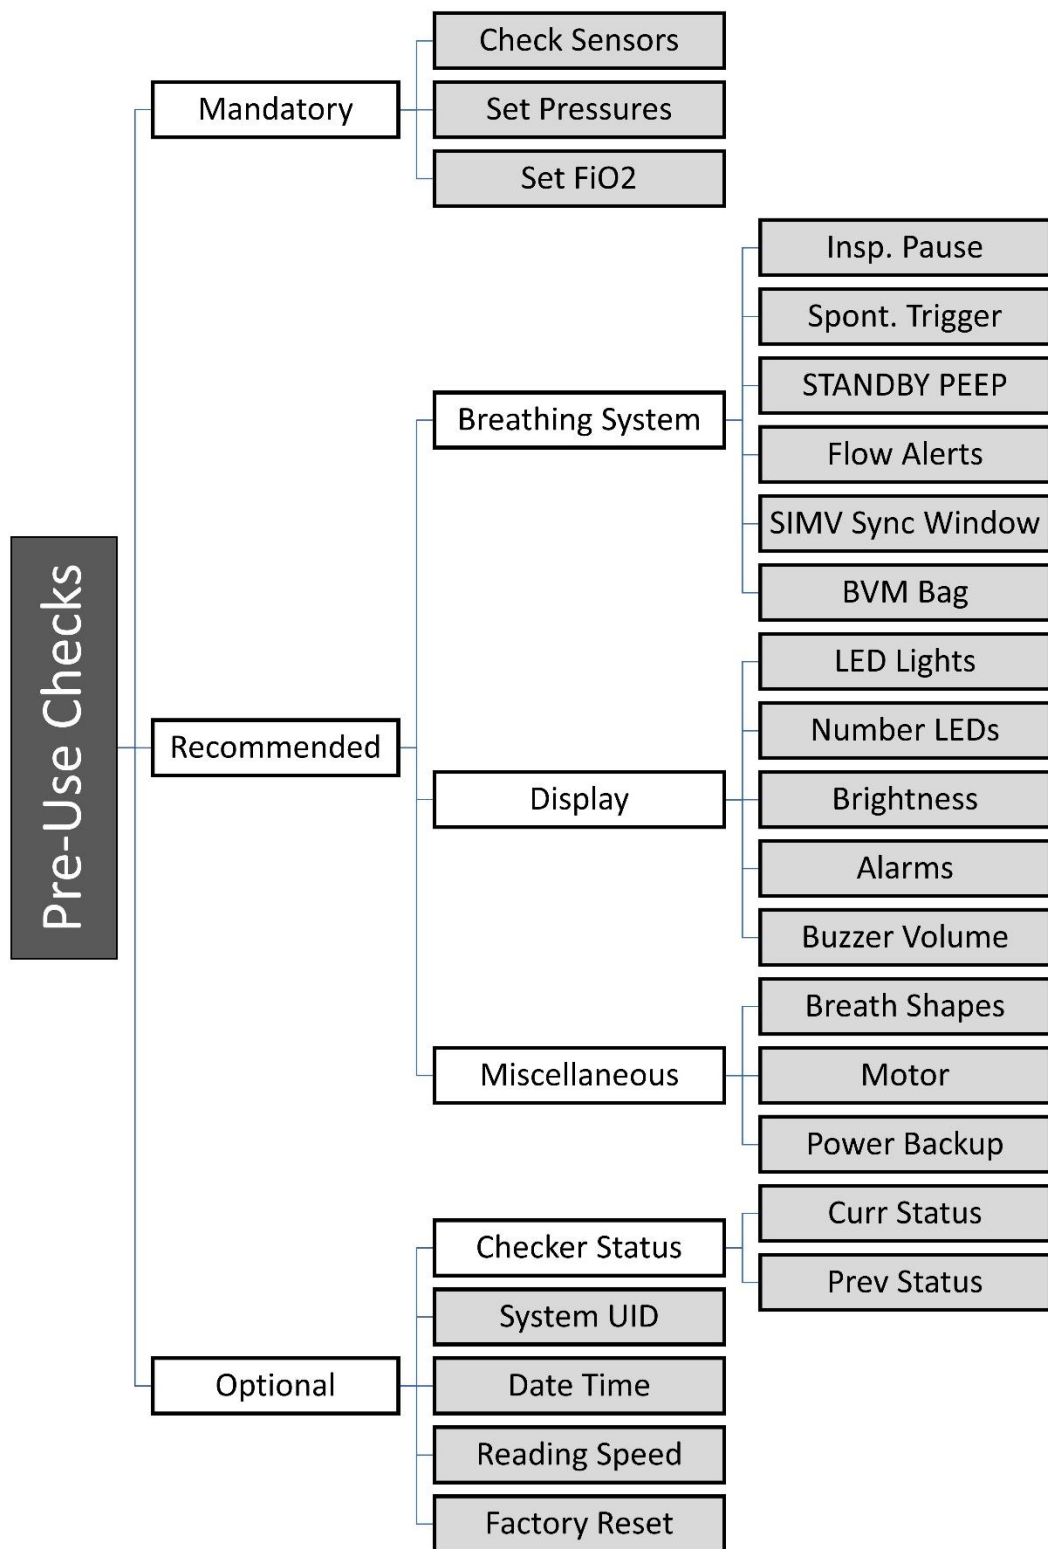 Pre-Use Checks
Mandatory
Check Sensors
Set Pressures
Set FiO2
Recommended
Breathing System
Insp. Pause
Spont. Trigger
STANDBY PEEP
Flow Alerts
SIMV Sync Window
BVM Bag
Display
LED Lights
Number LEDs
Brightness
Alarms
Buzzer Volume
Miscellaneous
Breath Shapes
Motor
Power Backup
Optional
Checker Status
Curr Status
Prev Status
System UID
Date Time
Reading Speed
Factory Reset